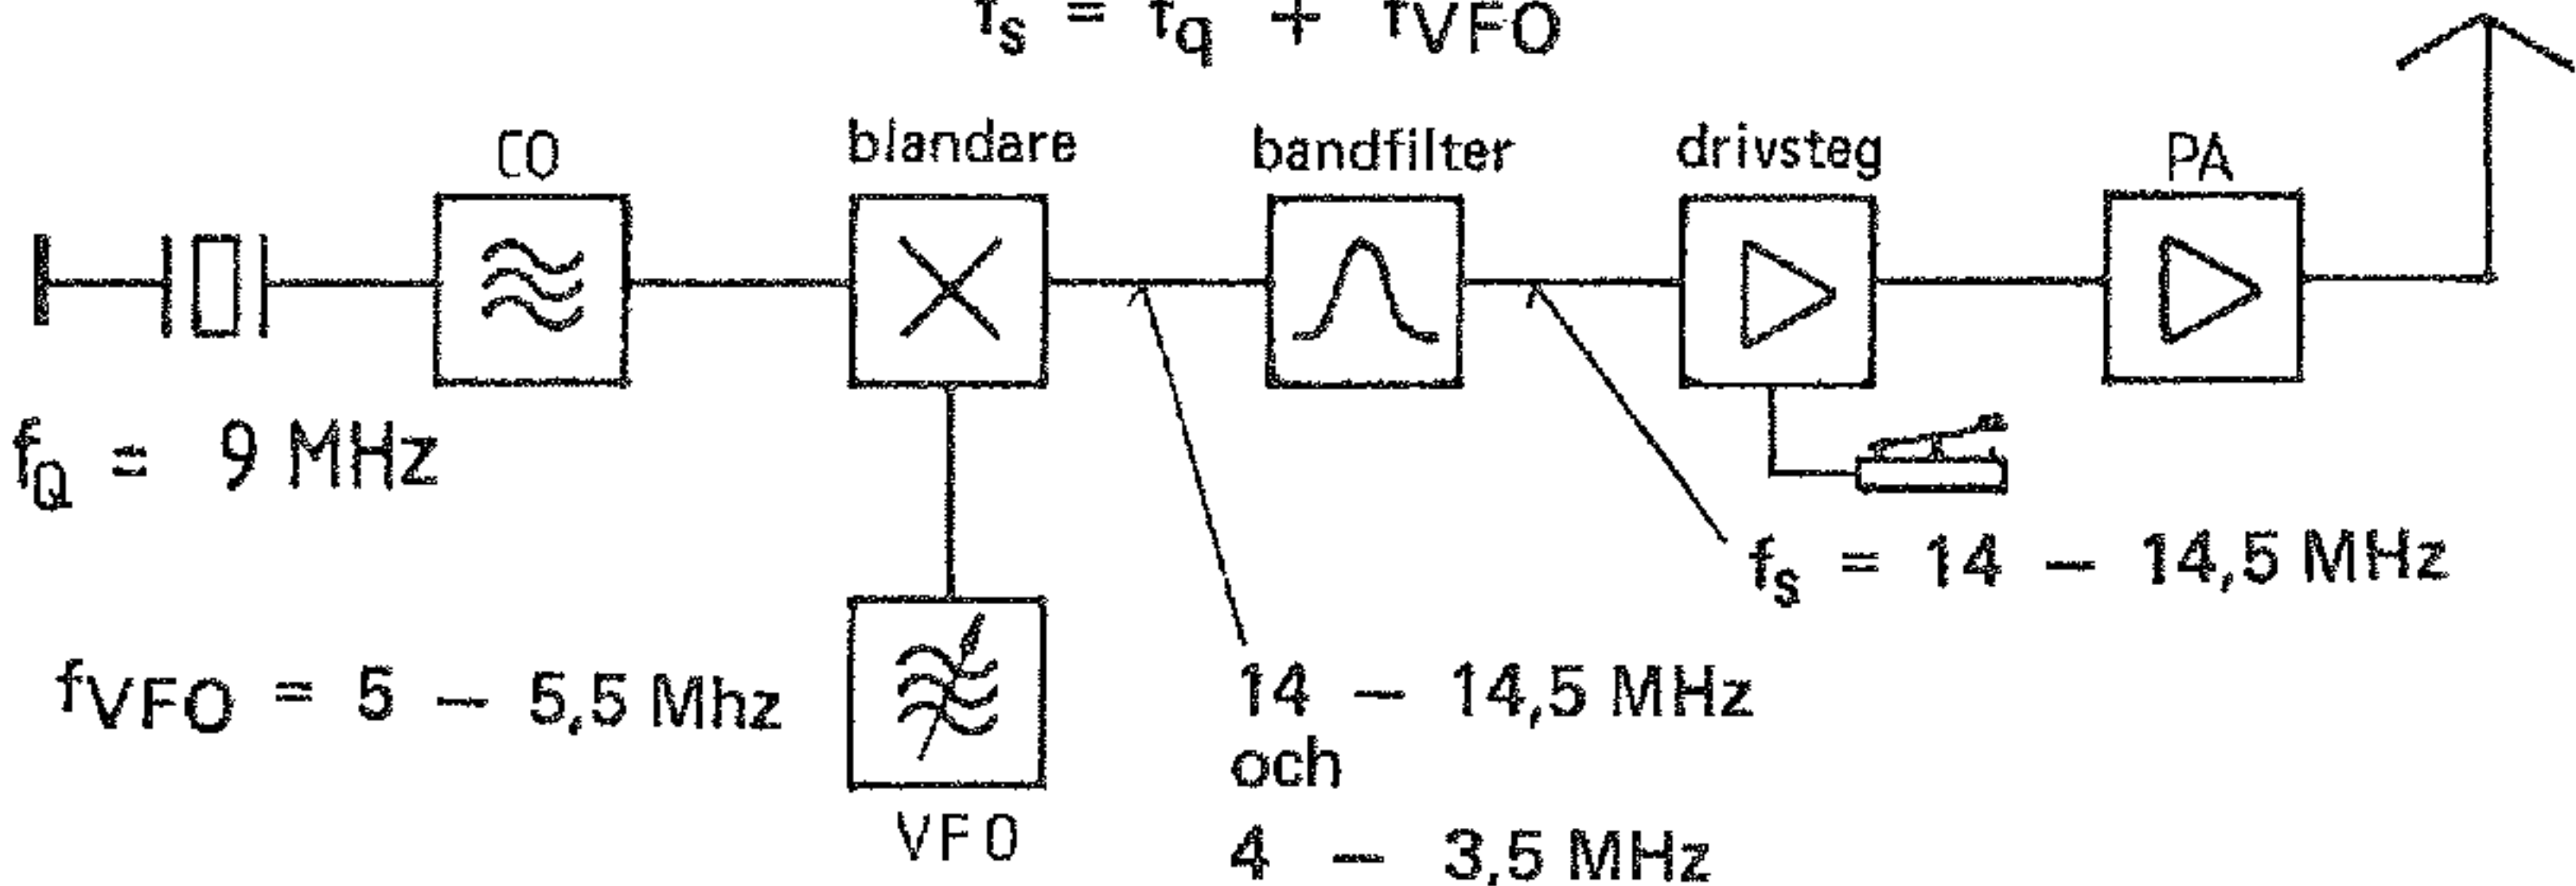 fs = fq + fVFO
CO
blandare
bandfilter
drivsteg
PA
fQ = 9 MHz
fs = 14 – 14,5 MHz
fVFO = 5 – 5,5 Mhz
14 – 14,5 MHz
och
4 – 3,5 MHz
VFO